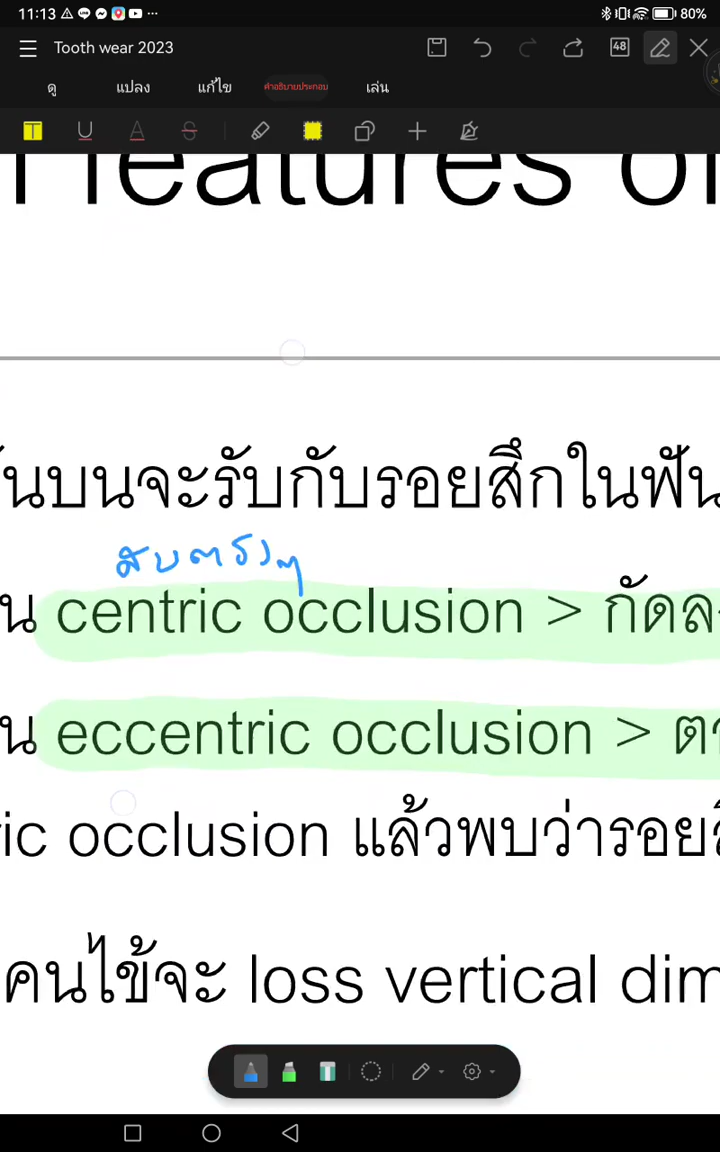 11:13 80%
Tooth wear 2023 48
ดู แปลง แก้ไข คำอธิบายประกอบ เล่น
features of
นบนจะรับกับรอยสึกในฟัน
สบตรงๆ
น centric occlusion > กัดล
น eccentric occlusion > ต
ric occlusion แล้วพบว่ารอยสึ
คนไข้จะ loss vertical dim